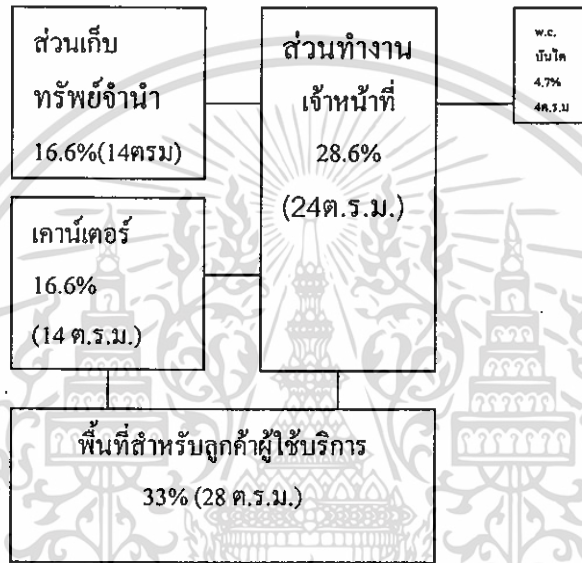 ส่วนเก็บ
ทรัพย์จำนำ
16.6%(14ตรม)
ส่วนทำงาน
เจ้าหน้าที่
28.6%
(24ต.ร.ม.)
w.c.
บันได
4.7%
4ต.ร.ม
เคาน์เตอร์
16.6%
(14 ต.ร.ม.)
พื้นที่สำหรับลูกค้าผู้ใช้บริการ
33% (28 ต.ร.ม.)